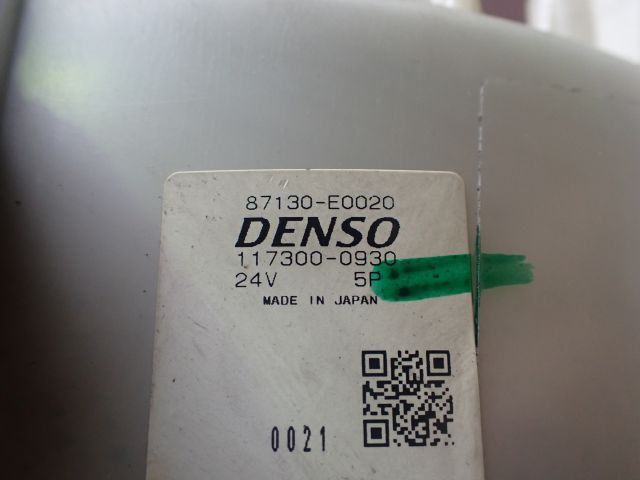 87130-E0020
DENSO
117300-0930
24V 5P
MADE IN JAPAN
0021